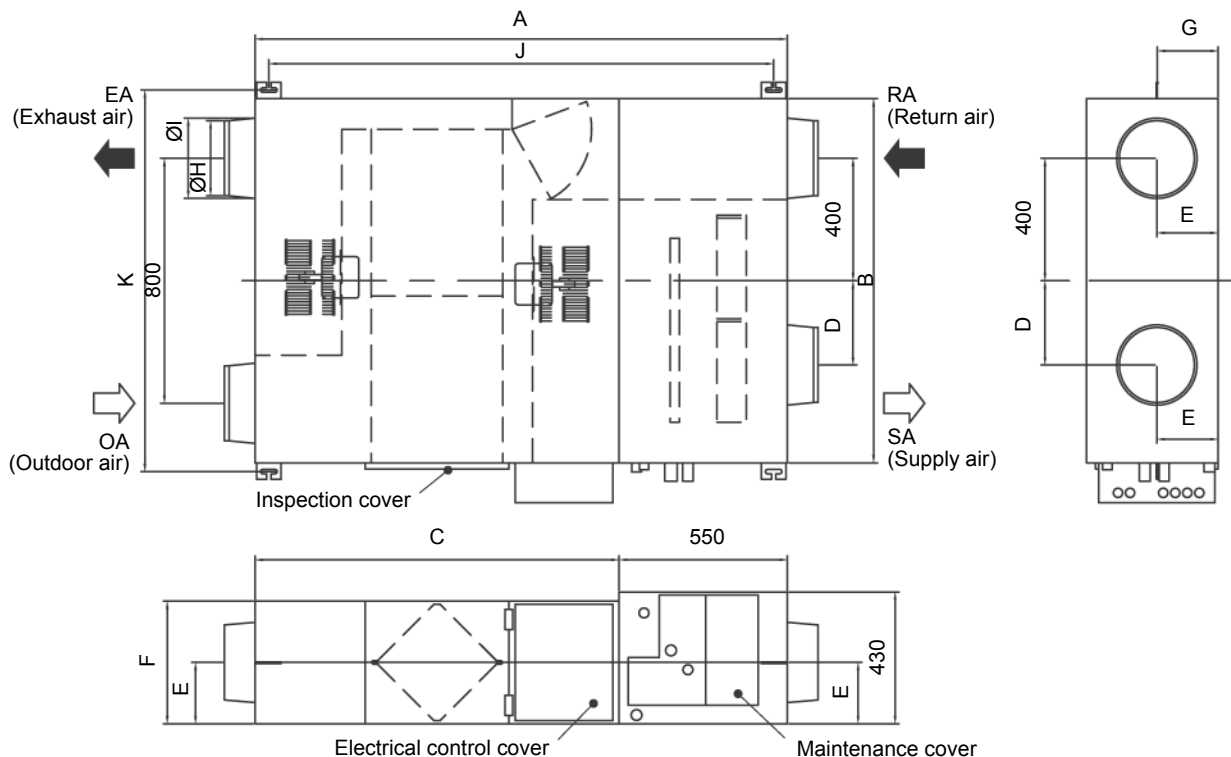 A
J
G
EA
(Exhaust air)
RA
(Return air)
ØI
ØH
400
400
E
K
800
B
D
D
E
OA
(Outdoor air)
SA
(Supply air)
Inspection cover
C
550
F
E
E
430
Electrical control cover
Maintenance cover